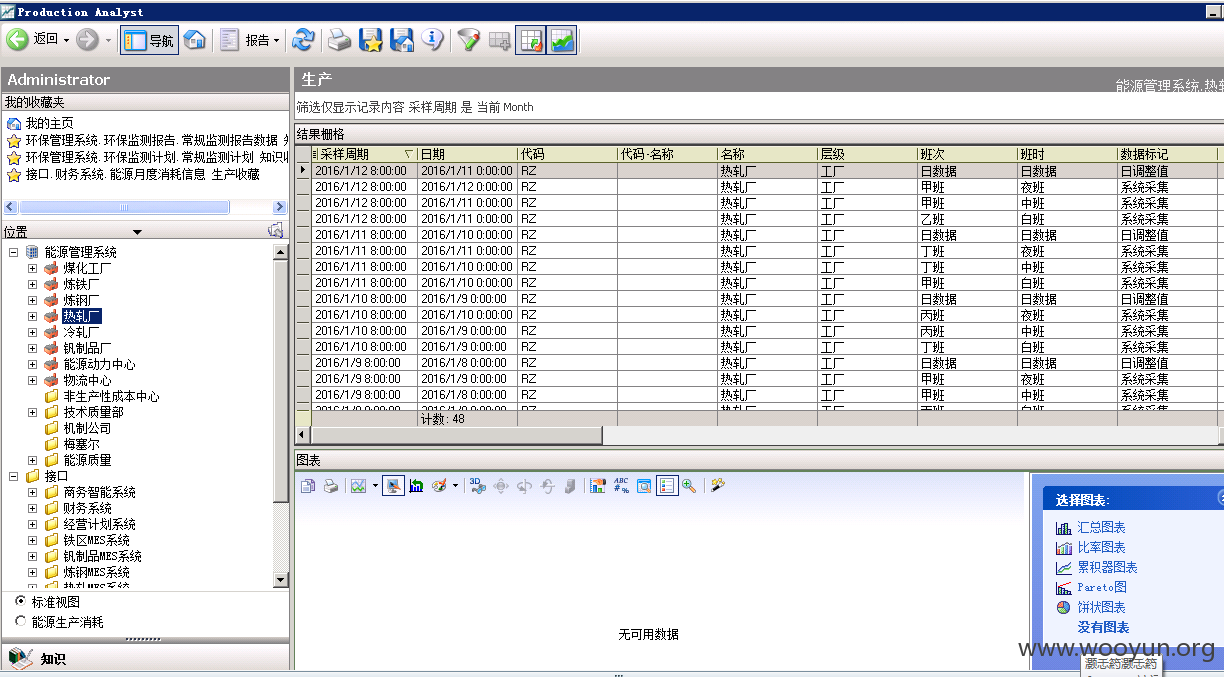 Production Analyst
返回 导航 报告
Administrator
我的收藏夹
我的主页
环保管理系统. 环保监测报告. 常规监测报告数据
环保管理系统. 环保监测计划. 常规监测计划 知识
接口. 财务系统. 能源月度消耗信息 生产收藏
位置
能源管理系统
煤化工厂
炼铁厂
炼钢厂
热轧厂
冷轧厂
钒制品厂
能源动力中心
物流中心
非生产性成本中心
技术质量部
机制公司
梅塞尔
能源质量
接口
商务智能系统
财务系统
经营计划系统
铁区MES系统
钒制品MES系统
炼钢MES系统
热轧MES系统
标准视图
能源生产消耗
知识
生产
能源管理系统.热轧
筛选仅显示记录内容 采样周期 是 当前 Month
结果栅格
采样周期 日期 代码 代码-名称 名称 层级 班次 班时 数据标记
2016/1/12 8:00:00 2016/1/11 0:00:00 RZ 热轧厂 工厂 日数据 日数据 日调整值
2016/1/12 8:00:00 2016/1/12 0:00:00 RZ 热轧厂 工厂 甲班 夜班 系统采集
2016/1/12 8:00:00 2016/1/11 0:00:00 RZ 热轧厂 工厂 甲班 中班 系统采集
2016/1/12 8:00:00 2016/1/11 0:00:00 RZ 热轧厂 工厂 乙班 白班 系统采集
2016/1/11 8:00:00 2016/1/10 0:00:00 RZ 热轧厂 工厂 日数据 日数据 日调整值
2016/1/11 8:00:00 2016/1/11 0:00:00 RZ 热轧厂 工厂 丁班 夜班 系统采集
2016/1/11 8:00:00 2016/1/10 0:00:00 RZ 热轧厂 工厂 丁班 中班 系统采集
2016/1/11 8:00:00 2016/1/10 0:00:00 RZ 热轧厂 工厂 甲班 白班 系统采集
2016/1/10 8:00:00 2016/1/9 0:00:00 RZ 热轧厂 工厂 日数据 日数据 日调整值
2016/1/10 8:00:00 2016/1/10 0:00:00 RZ 热轧厂 工厂 丙班 夜班 系统采集
2016/1/10 8:00:00 2016/1/9 0:00:00 RZ 热轧厂 工厂 丙班 中班 系统采集
2016/1/10 8:00:00 2016/1/9 0:00:00 RZ 热轧厂 工厂 丁班 白班 系统采集
2016/1/9 8:00:00 2016/1/8 0:00:00 RZ 热轧厂 工厂 日数据 日数据 日调整值
2016/1/9 8:00:00 2016/1/9 0:00:00 RZ 热轧厂 工厂 甲班 夜班 系统采集
2016/1/9 8:00:00 2016/1/8 0:00:00 RZ 热轧厂 工厂 甲班 中班 系统采集
计数: 48
图表
3D
ABC
#%
无可用数据
选择图表:
汇总图表
比率图表
累积器图表
Pareto图
饼状图表
没有图表
www.wooyun.org